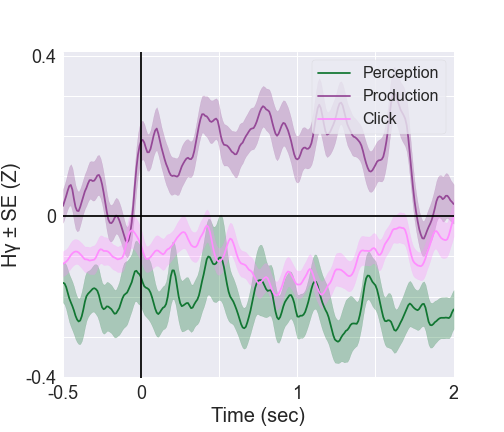 0.4
0
-0.4
Hγ ± SE (Z)
Perception
Production
Click
-0.5
0
1
2
Time (sec)